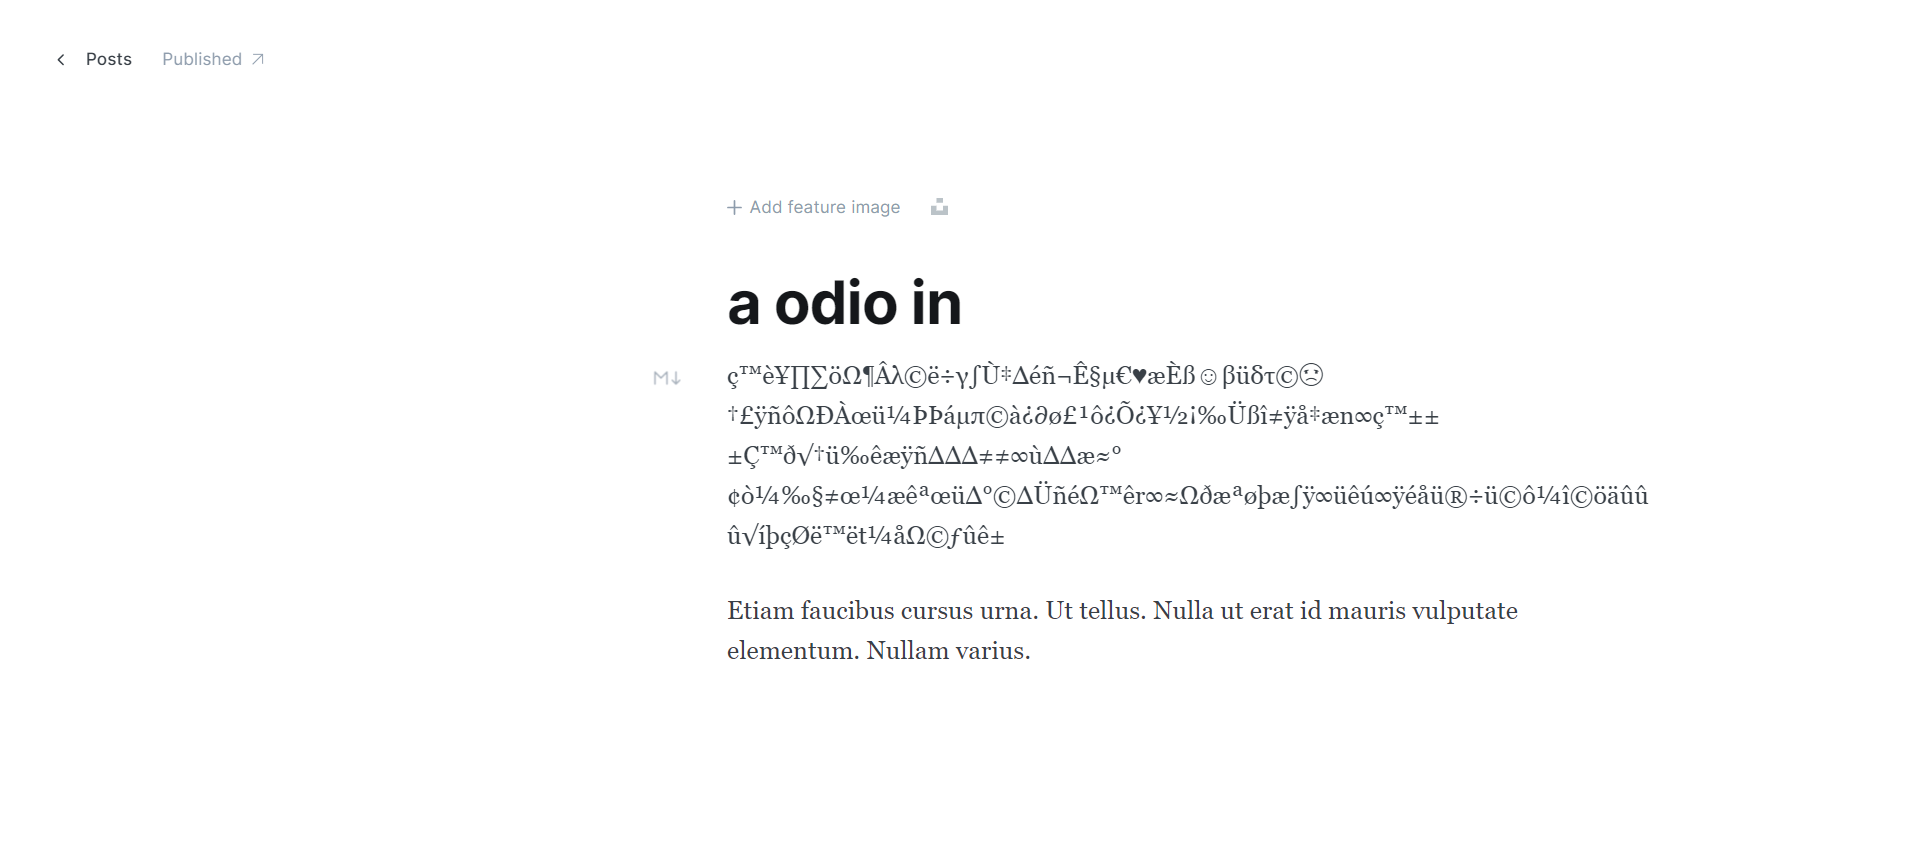 Posts Published
Add feature image
a odio in
ç™è¥∏∑öΩ¶Âλ©ë÷γ∫Ù‡Δéñ¬Ê§µ€♥æÈß☺βüδτ©☹
†£ÿñôΩÐÀœü¼ÞÞáµπ©à¿∂ø£¹ô¿Õ¿¥½¡‰Üßî≠ÿå‡æn∞ç™±±
±Ç™ð√†ü‰êæÿñΔΔΔ≠≠∞ùΔΔæ≈º
¢ò¼‰§≠œ¼æêªœüΔº©ΔÜñéΩ™êr∞≈Ωðæªøþæ∫ÿ∞üêú∞ÿéåü®÷ü©ô¼î©öäûû
û√íþçØë™ët¼åΩ©ƒûê±
Etiam faucibus cursus urna. Ut tellus. Nulla ut erat id mauris vulputate
elementum. Nullam varius.